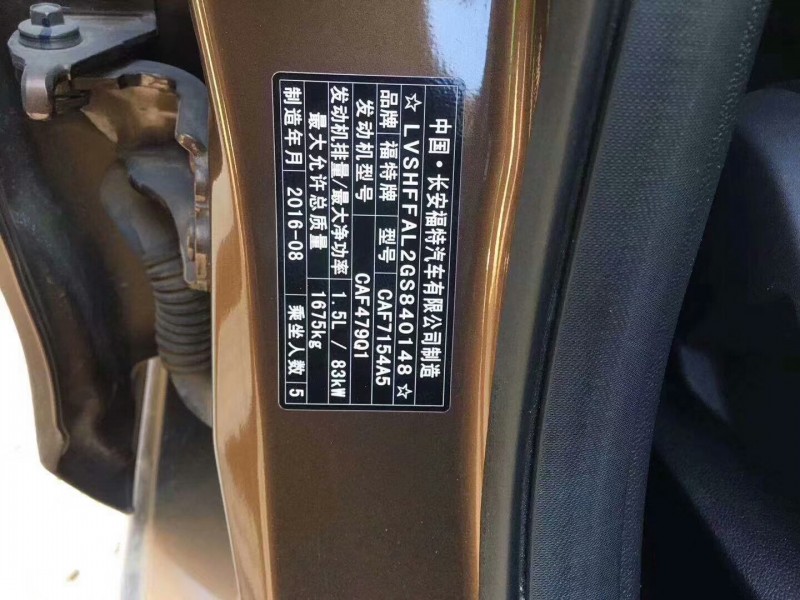 中国·长安福特汽车有限公司制造
☆LVSHFFAL2GS840148☆
品牌 福特牌 型号 CAF7154A5
发动机型号 CAF479Q1
发动机排量/最大净功率 1.5L / 83kW
最大允许总质量 1675kg
制造年月 2016-08 乘坐人数 5